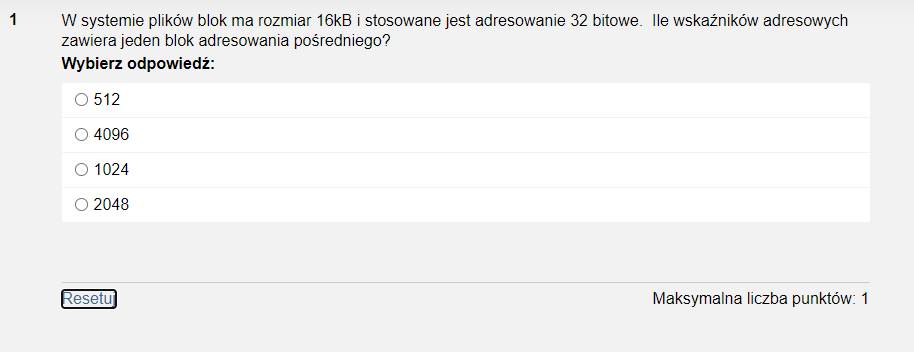 1
W systemie plików blok ma rozmiar 16kB i stosowane jest adresowanie 32 bitowe. Ile wskaźników adresowych
zawiera jeden blok adresowania pośredniego?
Wybierz odpowiedź:
512
4096
1024
2048
Resetuj
Maksymalna liczba punktów: 1